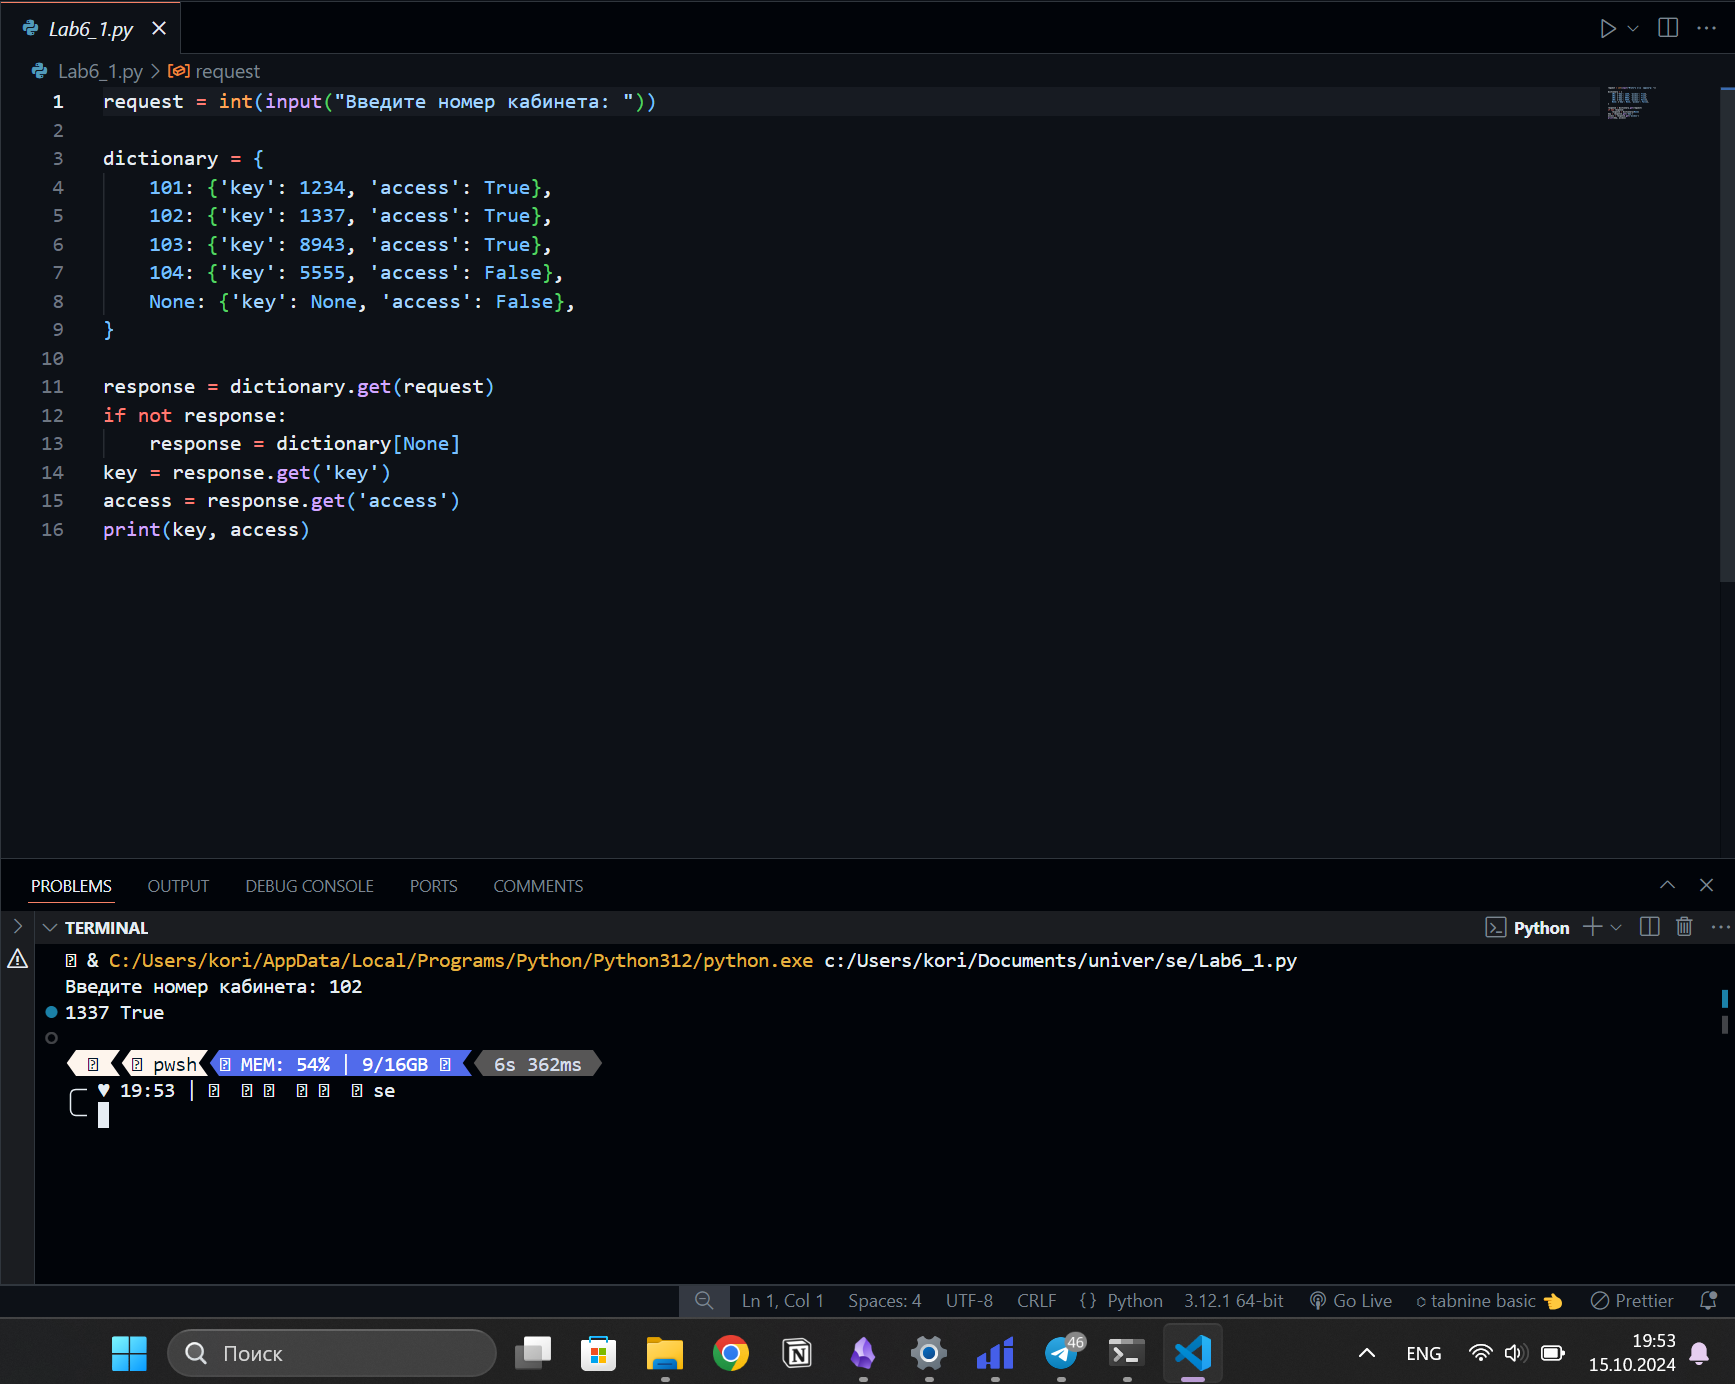 Lab6_1.py
Lab6_1.py > request
1 request = int(input("Введите номер кабинета: "))
2
3 dictionary = {
4     101: {'key': 1234, 'access': True},
5     102: {'key': 1337, 'access': True},
6     103: {'key': 8943, 'access': True},
7     104: {'key': 5555, 'access': False},
8     None: {'key': None, 'access': False},
9 }
10
11 response = dictionary.get(request)
12 if not response:
13     response = dictionary[None]
14 key = response.get('key')
15 access = response.get('access')
16 print(key, access)
PROBLEMS OUTPUT DEBUG CONSOLE PORTS COMMENTS
TERMINAL Python
& C:/Users/kori/AppData/Local/Programs/Python/Python312/python.exe c:/Users/kori/Documents/univer/se/Lab6_1.py
Введите номер кабинета: 102
1337 True
pwsh MEM: 54% | 9/16GB 6s 362ms
♥ 19:53 | se
Ln 1, Col 1 Spaces: 4 UTF-8 CRLF {} Python 3.12.1 64-bit Go Live tabnine basic Prettier
Поиск 46 ENG 19:53
15.10.2024